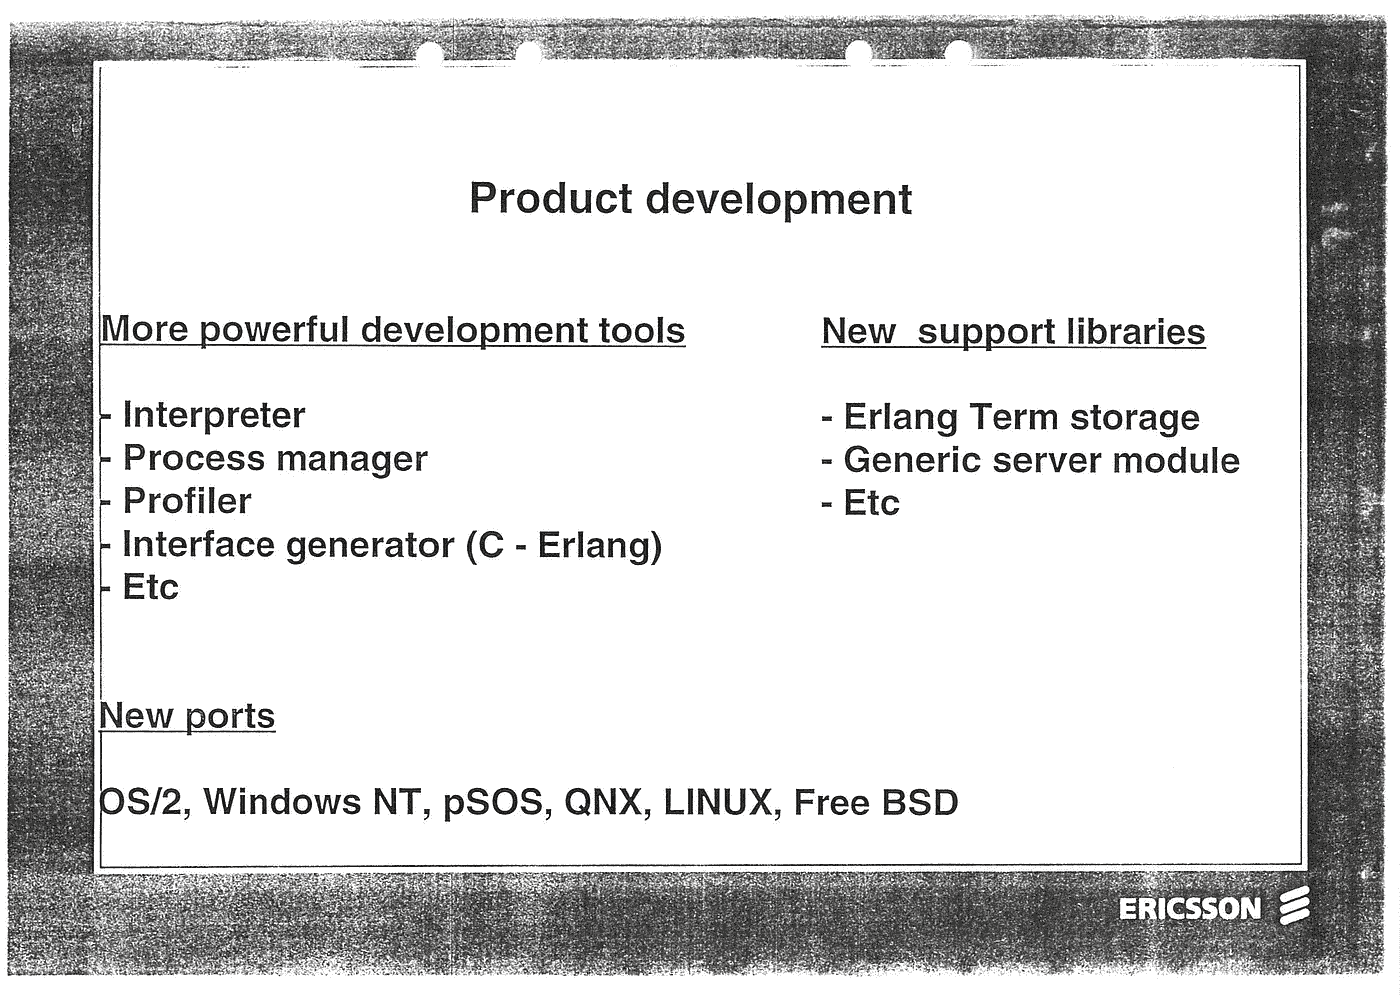 Product development
More powerful development tools
- Interpreter
- Process manager
- Profiler
- Interface generator (C - Erlang)
- Etc
New support libraries
- Erlang Term storage
- Generic server module
- Etc
New ports
OS/2, Windows NT, pSOS, QNX, LINUX, Free BSD
ERICSSON